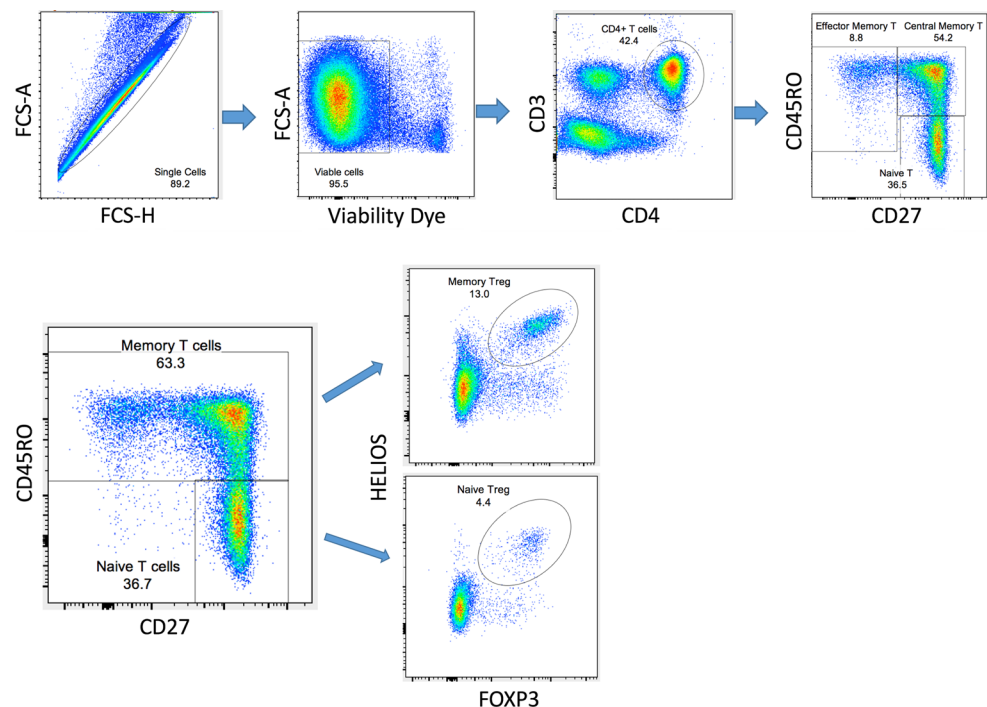 FCS-A
Single Cells
89.2
FCS-H
FCS-A
Viable cells
95.5
Viability Dye
CD3
CD4+ T cells
42.4
CD4
CD45RO
Effector Memory T
8.8
Central Memory T
54.2
Naive T
36.5
CD27
CD45RO
Memory T cells
63.3
Naive T cells
36.7
CD27
HELIOS
Memory Treg
13.0
Naive Treg
4.4
FOXP3